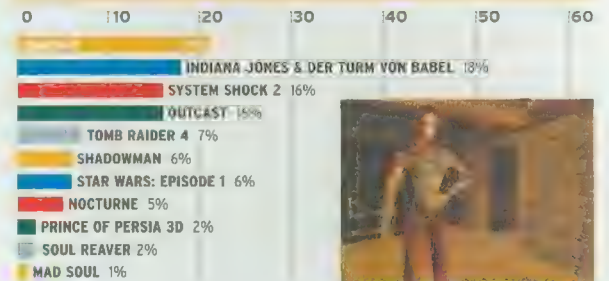 0 10 20 30 40 50 60
INDIANA JONES & DER TURM VON BABEL 18%
SYSTEM SHOCK 2 16%
OUTCAST 16%
TOMB RAIDER 4 7%
SHADOWMAN 6%
STAR WARS: EPISODE 1 6%
NOCTURNE 5%
PRINCE OF PERSIA 3D 2%
SOUL REAVER 2%
MAD SOUL 1%